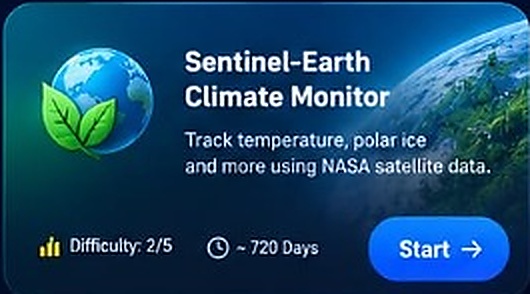 Sentinel-Earth
Climate Monitor
Track temperature, polar ice
and more using NASA satellite data.
Difficulty: 2/5
~ 720 Days
Start →